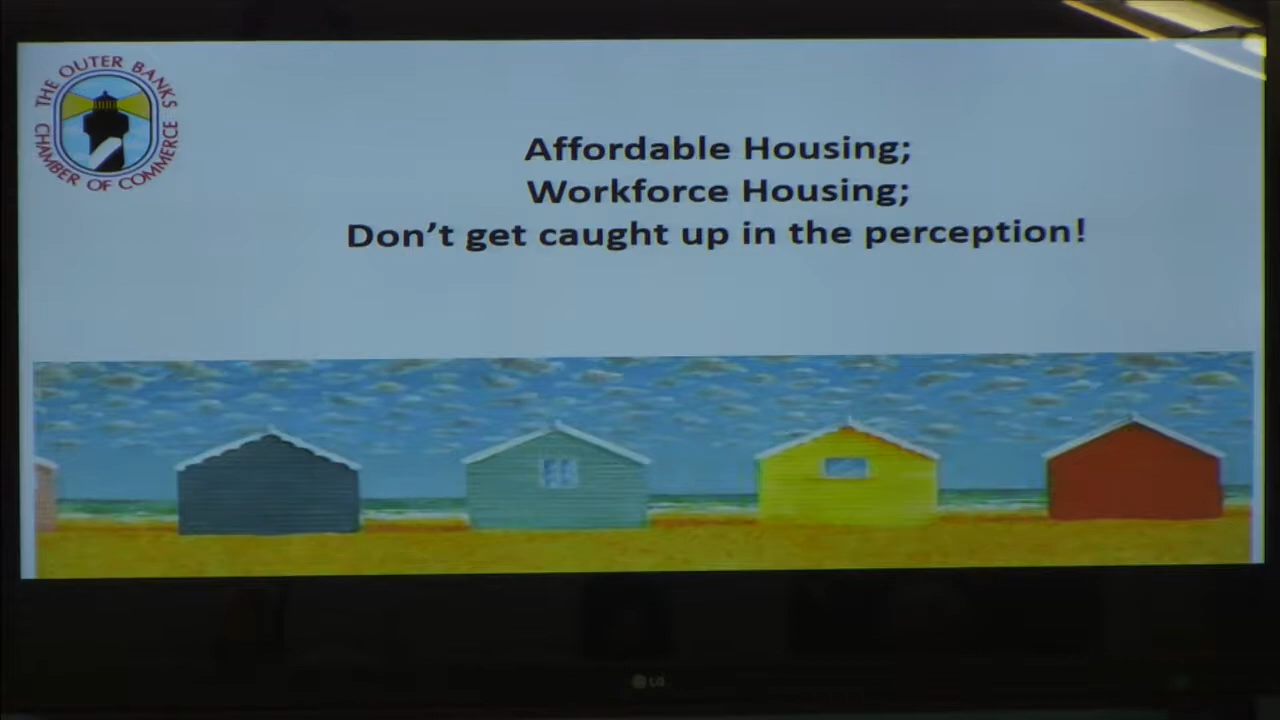 THE OUTER BANKS
CHAMBER OF COMMERCE
Affordable Housing;
Workforce Housing;
Don't get caught up in the perception!
LG